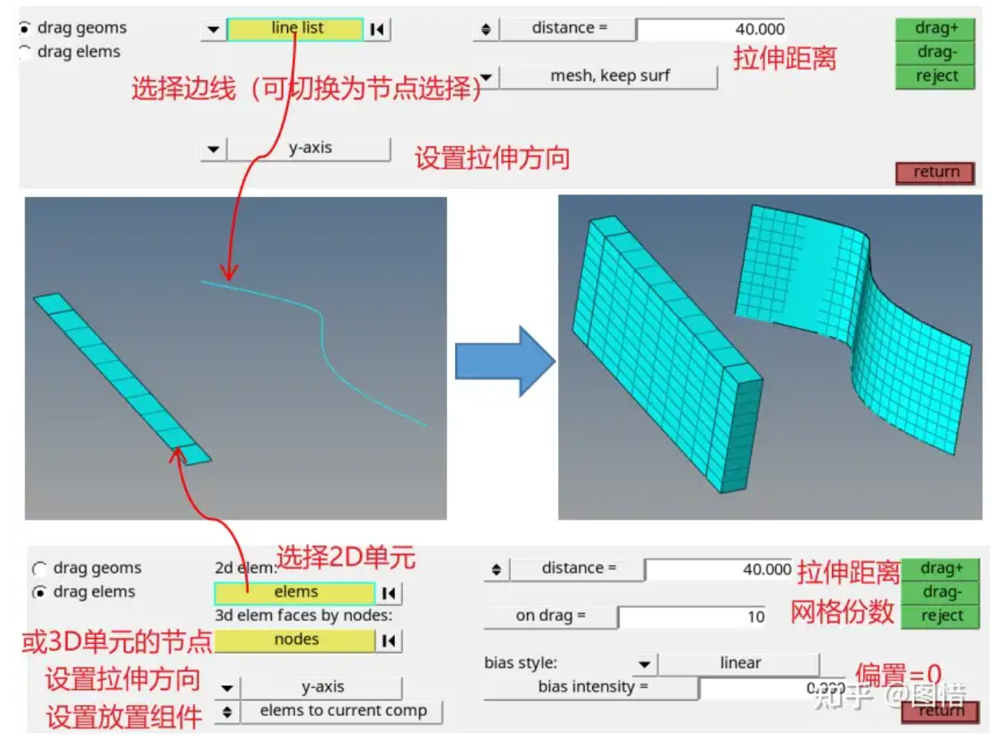 drag geoms
line list
distance =
40.000
drag+
drag elems
drag-
拉伸距离
mesh, keep surf
reject
选择边线（可切换为节点选择）
y-axis
设置拉伸方向
return
选择2D单元
drag geoms
2d elem:
distance =
40.000
拉伸距离
drag+
drag elems
elems
drag-
3d elem faces by nodes:
on drag =
10
网格份数
reject
或3D单元的节点
nodes
bias style:
linear
设置拉伸方向
y-axis
bias intensity =
0.000
偏置=0
知乎 @图惜
设置放置组件
elems to current comp
return